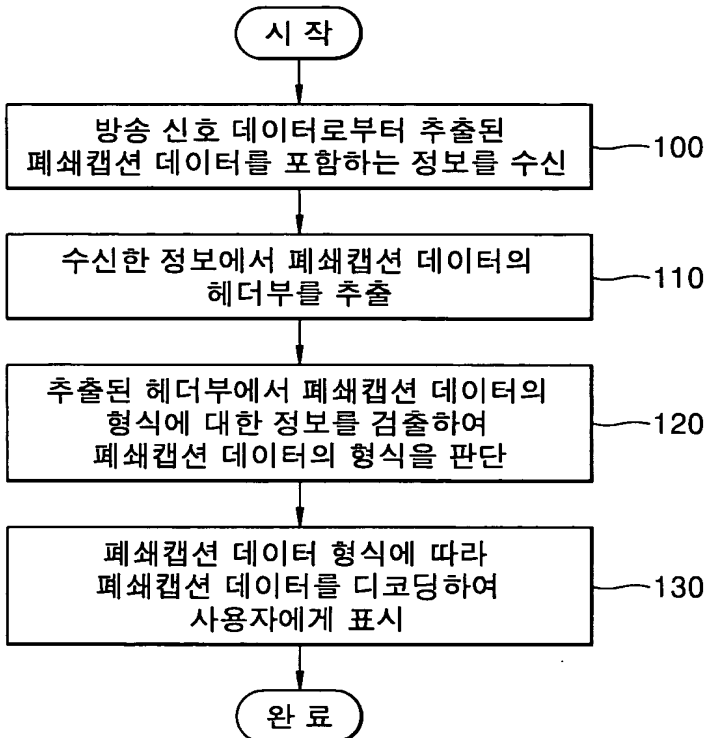 시 작
방송 신호 데이터로부터 추출된
폐쇄캡션 데이터를 포함하는 정보를 수신
100
수신한 정보에서 폐쇄캡션 데이터의
헤더부를 추출
110
추출된 헤더부에서 폐쇄캡션 데이터의
형식에 대한 정보를 검출하여
폐쇄캡션 데이터의 형식을 판단
120
폐쇄캡션 데이터 형식에 따라
폐쇄캡션 데이터를 디코딩하여
사용자에게 표시
130
완 료